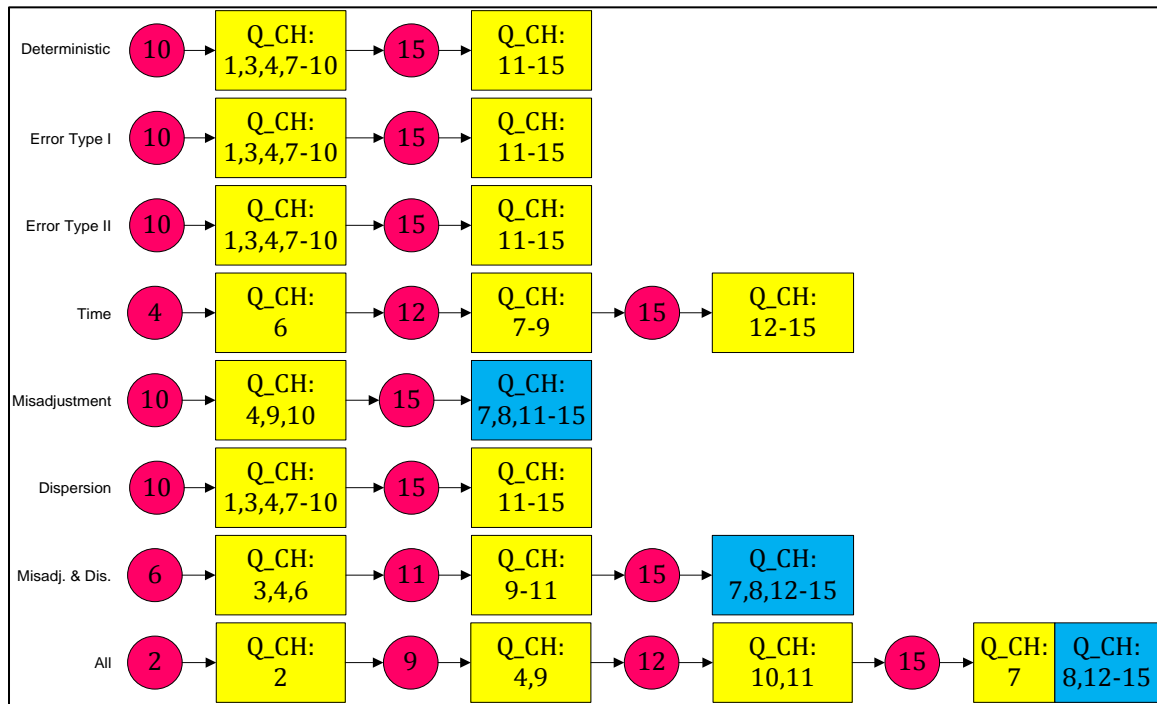 Deterministic 10 Q_CH: 15 Q_CH:
1,3,4,7-10 11-15
Error Type I 10 Q_CH: 15 Q_CH:
1,3,4,7-10 11-15
Error Type II 10 Q_CH: 15 Q_CH:
1,3,4,7-10 11-15
Time 4 Q_CH: 12 Q_CH: 15 Q_CH:
6 7-9 12-15
Misadjustment 10 Q_CH: 15 Q_CH:
4,9,10 7,8,11-15
Dispersion 10 Q_CH: 15 Q_CH:
1,3,4,7-10 11-15
Misadj. & Dis. 6 Q_CH: 11 Q_CH: 15 Q_CH:
3,4,6 9-11 7,8,12-15
All 2 Q_CH: 9 Q_CH: 12 Q_CH: 15 Q_CH: Q_CH:
2 4,9 10,11 7 8,12-15